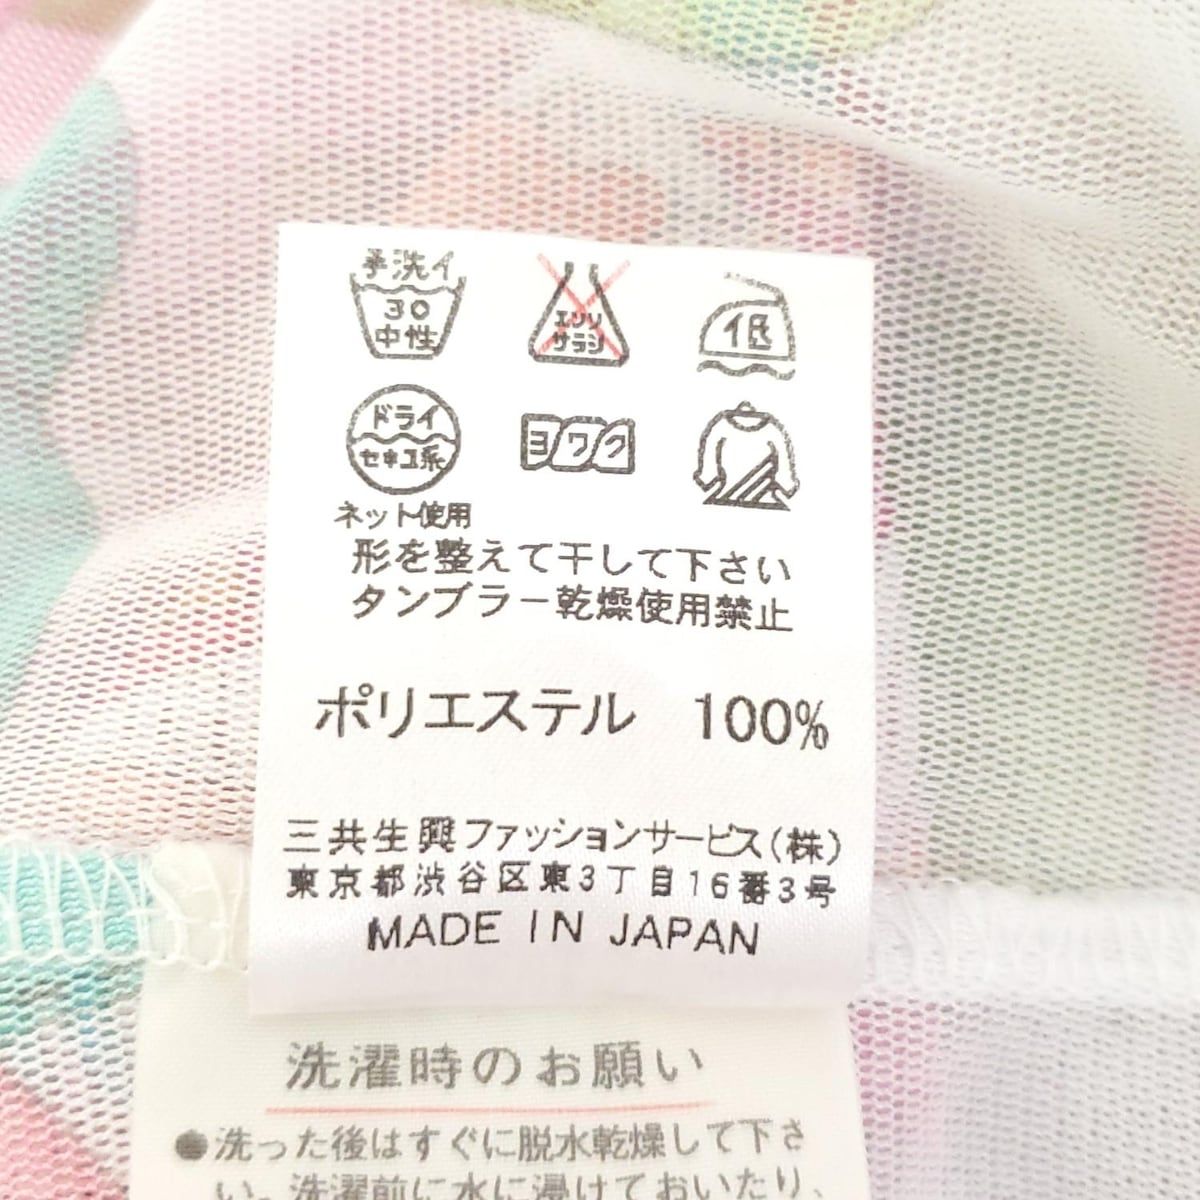 手洗イ
30
中性
エンソ
サラシ
低
ドライ
セキユ系
ヨワク
ネット使用
形を整えて干して下さい
タンブラー乾燥使用禁止
ポリエステル 100%
三共生興ファッションサービス(株)
東京都渋谷区東3丁目16番3号
MADE IN JAPAN
洗濯時のお願い
●洗った後はすぐに脱水乾燥して下さ
い。洗濯前に水に浸けておいたり、